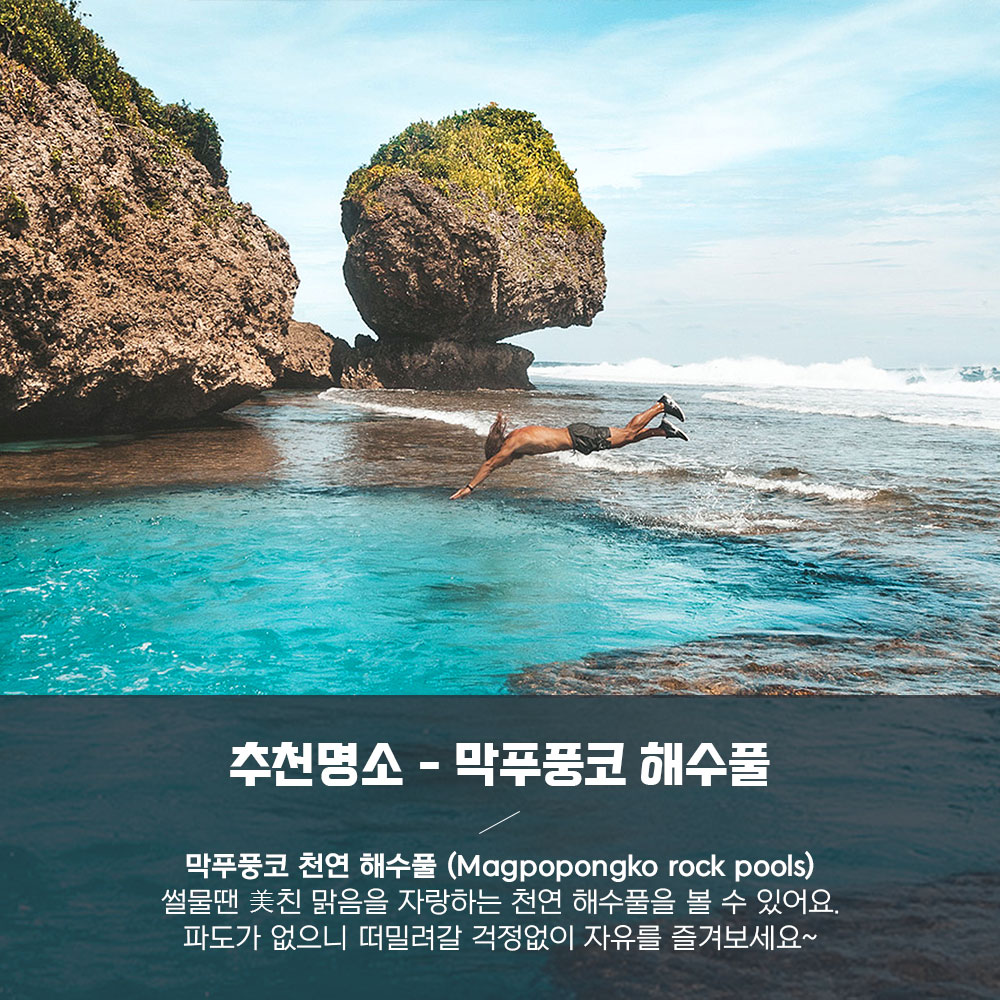 추천명소 - 막푸풍코 해수풀
막푸풍코 천연 해수풀 (Magpopongko rock pools)
썰물땐 美친 맑음을 자랑하는 천연 해수풀을 볼 수 있어요.
파도가 없으니 떠밀려갈 걱정없이 자유를 즐겨보세요~